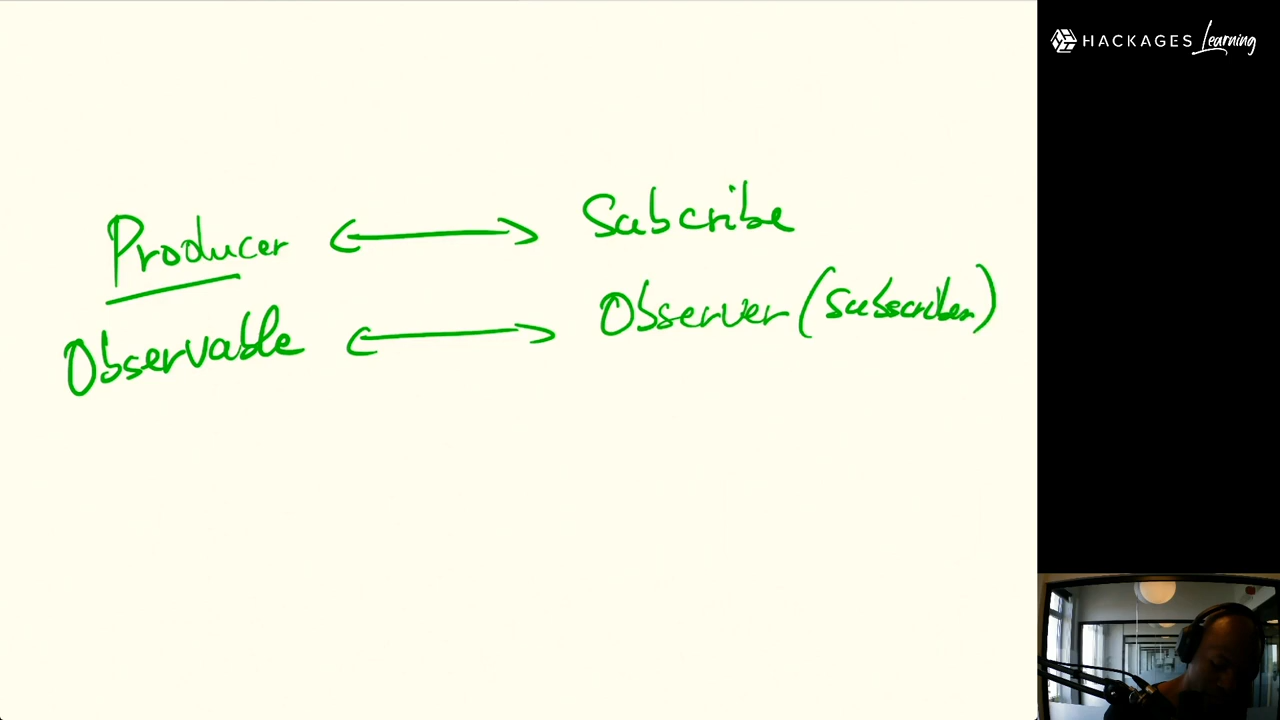 HACKAGES Learning
Producer <-> Subcribe
Observable <-> Observer (subscriber)